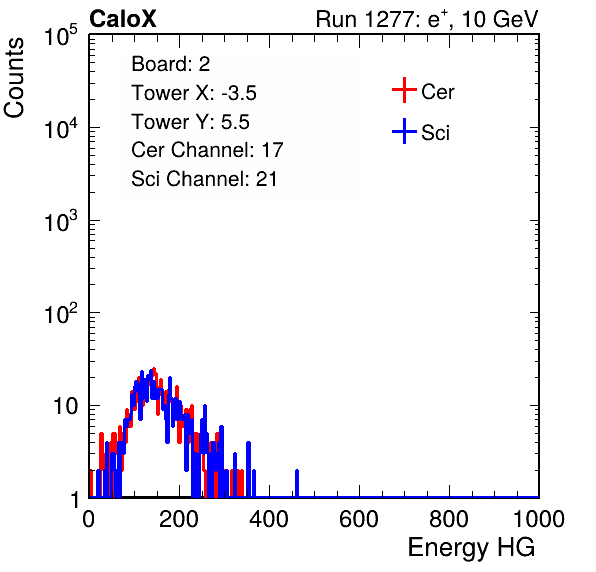 CaloX Run 1277: e⁺, 10 GeV
Counts
Board: 2
Tower X: -3.5
Tower Y: 5.5
Cer Channel: 17
Sci Channel: 21
Cer
Sci
10⁵
10⁴
10³
10²
10
1
0 200 400 600 800 1000
Energy HG